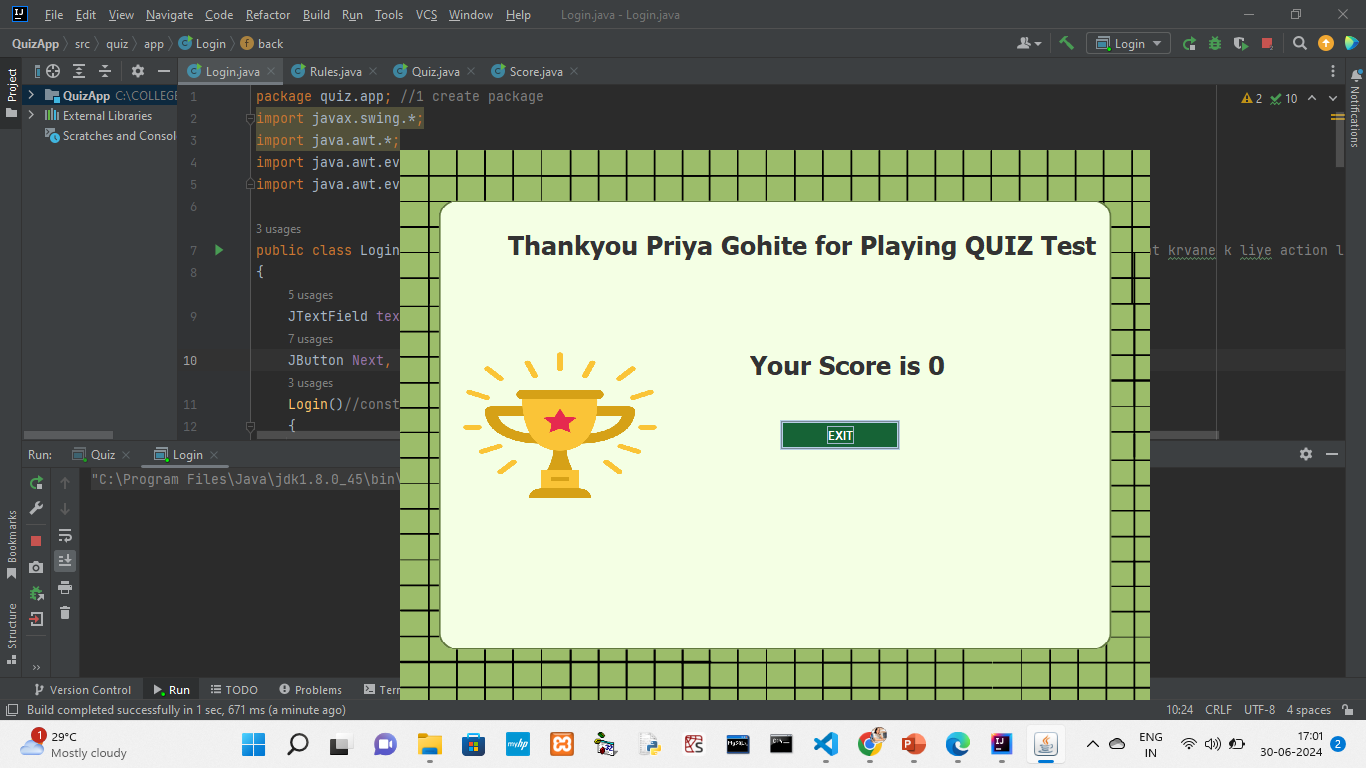 File Edit View Navigate Code Refactor Build Run Tools VCS Window Help Login.java - Login.java
QuizApp src quiz app Login back
Login
Project
Login.java Rules.java Quiz.java Score.java
Notifications
QuizApp C:\COLLEGE
External Libraries
Scratches and Consol
2 10
1 package quiz.app; //1 create package
2 import javax.swing.*;
3 import java.awt.*;
4 import java.awt.ev
5 import java.awt.ev
6
3 usages
7 public class Login t krvane k liye action l
8 {
5 usages
9 JTextField tex
7 usages
10 JButton Next,
3 usages
11 Login()//const
12 {
Thankyou Priya Gohite for Playing QUIZ Test
Your Score is 0
EXIT
Run: Quiz Login
"C:\Program Files\Java\jdk1.8.0_45\bin\
Bookmarks
Structure
Version Control Run TODO Problems Terr
Build completed successfully in 1 sec, 671 ms (a minute ago) 10:24 CRLF UTF-8 4 spaces
1
29°C
Mostly cloudy
myhp
MySQL
ENG
IN
17:01
30-06-2024
2